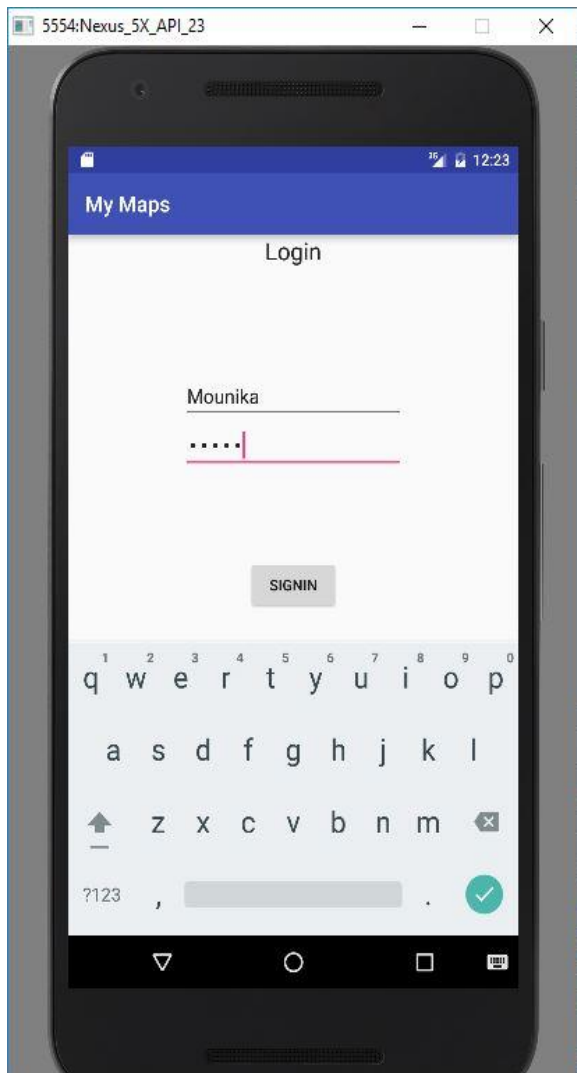 5554:Nexus_5X_API_23
3G 12:23
My Maps
Login
Mounika
•••••
SIGNIN
1 2 3 4 5 6 7 8 9 0
q w e r t y u i o p
a s d f g h j k l
z x c v b n m
?123 , .